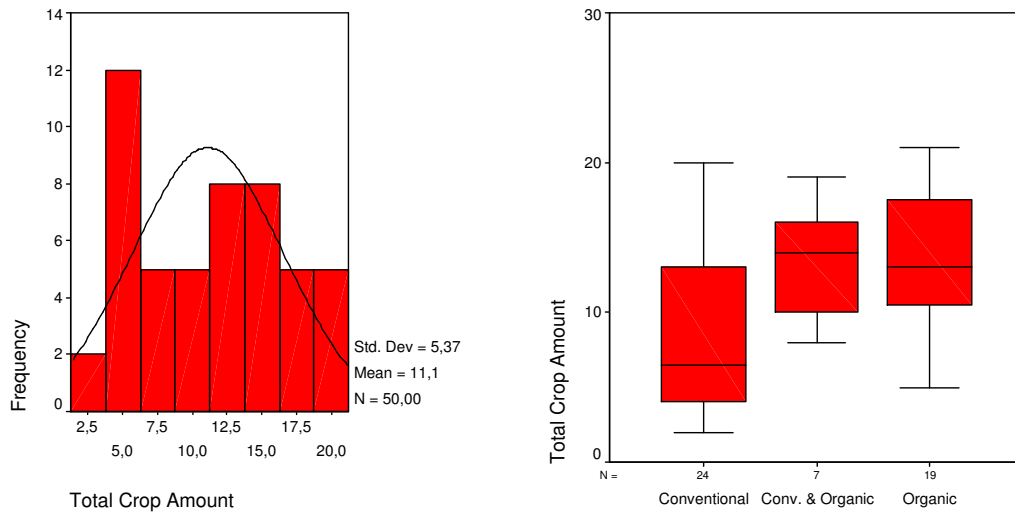 14
12
10
8
6
4
2
0
Frequency
Std. Dev = 5,37
Mean = 11,1
N = 50,00
2,5 7,5 12,5 17,5
5,0 10,0 15,0 20,0
Total Crop Amount
30
20
10
0
Total Crop Amount
N = 24 7 19
Conventional Conv. & Organic Organic